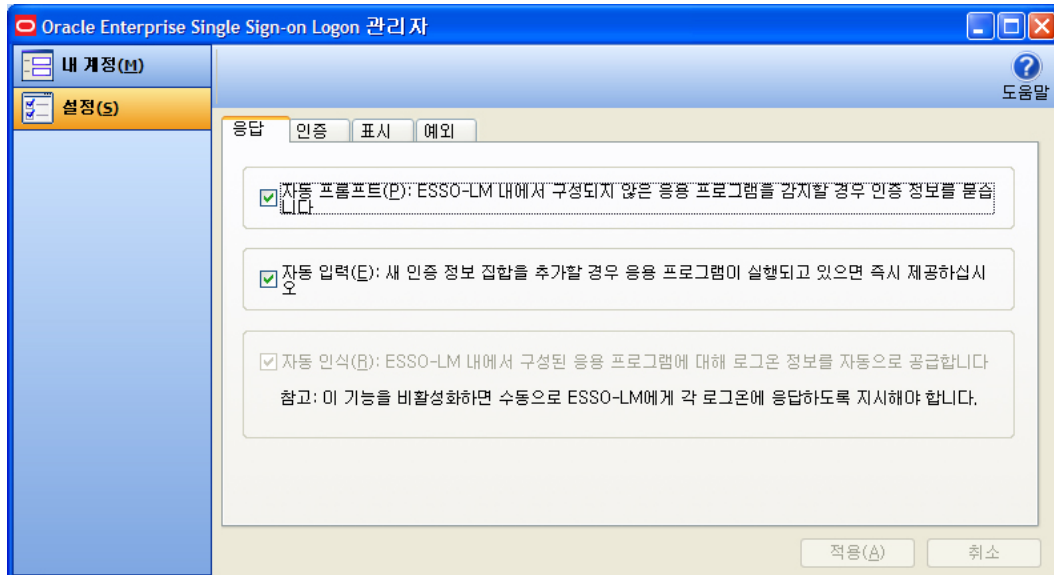 Oracle Enterprise Single Sign-on Logon 관리자
내 계정(M)
설정(S)
도움말
응답
인증
표시
예외
자동 프롬프트(P): ESSO-LM 내에서 구성되지 않은 응용 프로그램을 감지할 경우 인증 정보를 묻습
니다
자동 입력(E): 새 인증 정보 집합을 추가할 경우 응용 프로그램이 실행되고 있으면 즉시 제공하십시
오
자동 인식(R): ESSO-LM 내에서 구성된 응용 프로그램에 대해 로그온 정보를 자동으로 공급합니다
참고: 이 기능을 비활성화하면 수동으로 ESSO-LM에게 각 로그온에 응답하도록 지시해야 합니다.
적용(A)
취소